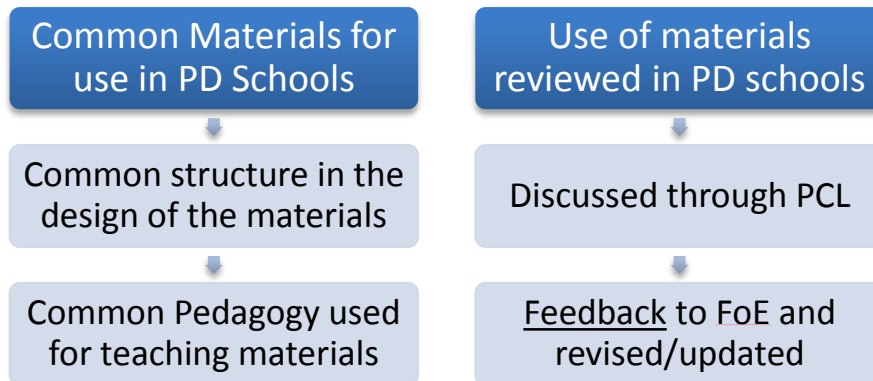 Common Materials for
use in PD Schools
Common structure in the
design of the materials
Common Pedagogy used
for teaching materials
Use of materials
reviewed in PD schools
Discussed through PCL
Feedback to FoE and
revised/updated